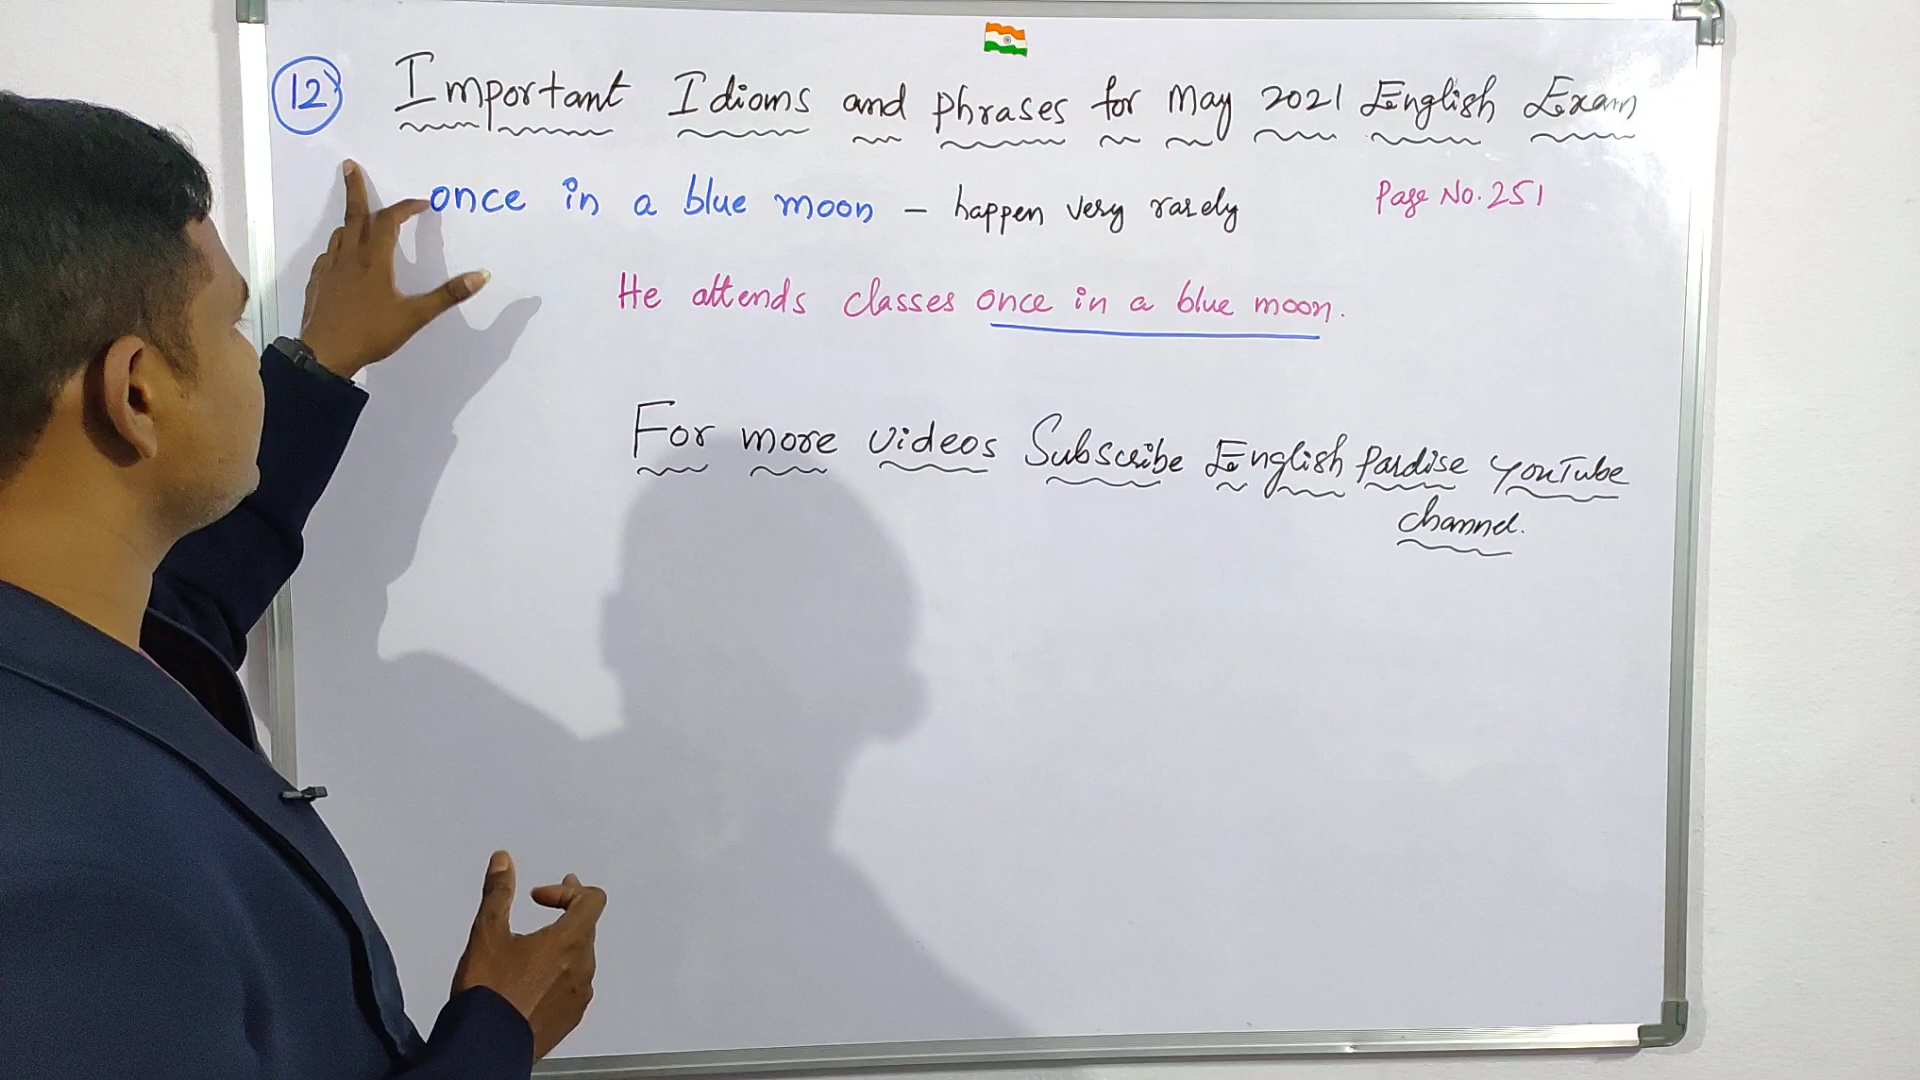 12 Important Idioms and phrases for May 2021 English Exam
once in a blue moon - happen very rarely Page No. 251
He attends classes once in a blue moon.
For more videos Subscribe English Pardise YouTube
channel.